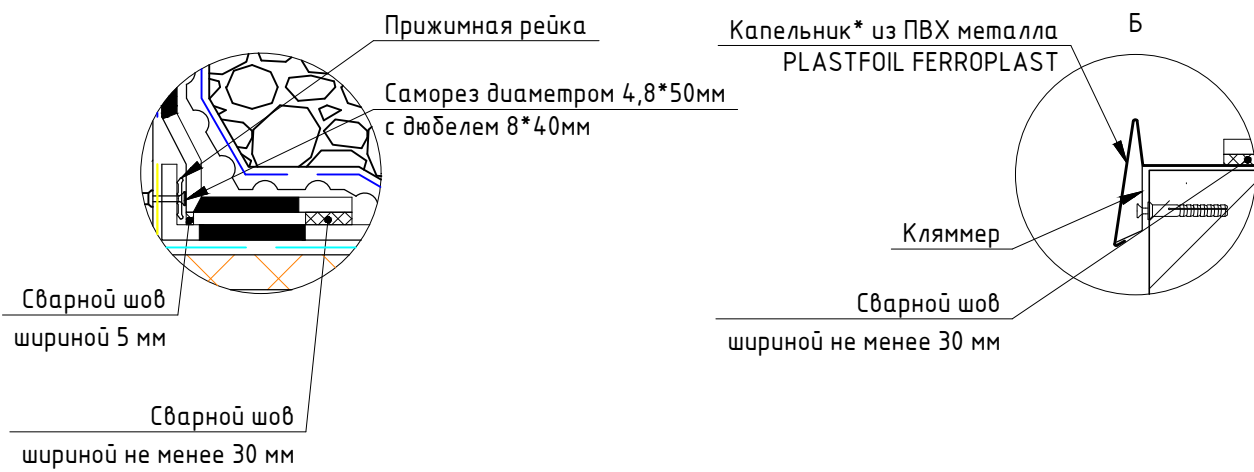 Прижимная рейка
Саморез диаметром 4,8*50мм
с дюбелем 8*40мм
Сварной шов
шириной 5 мм
Сварной шов
шириной не менее 30 мм
Б
Капельник* из ПВХ металла
PLASTFOIL FERROPLAST
Кляммер
Сварной шов
шириной не менее 30 мм